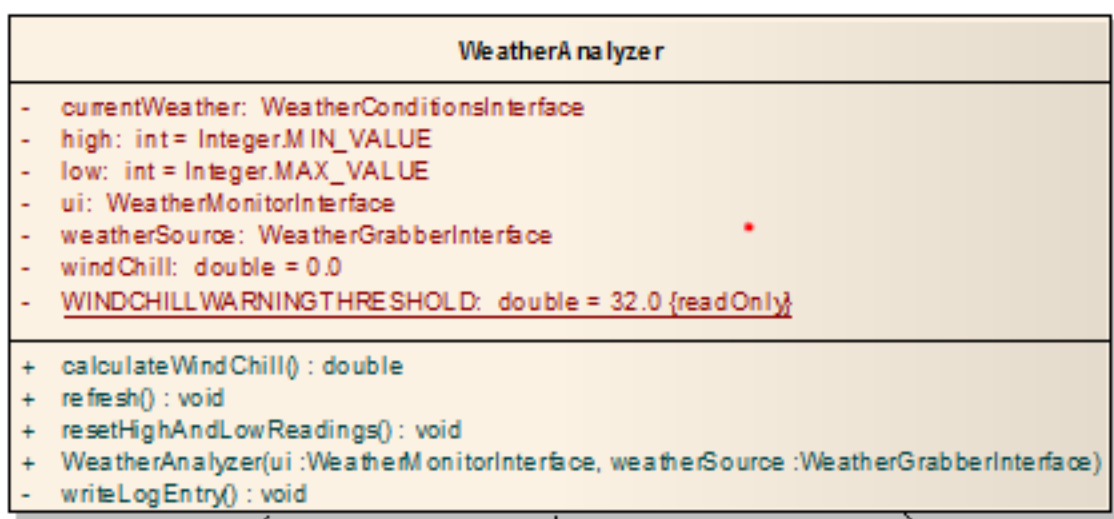 WeatherAnalyzer
- currentWeather: WeatherConditionsInterface
- high: int = Integer.MIN_VALUE
- low: int = Integer.MAX_VALUE
- ui: WeatherMonitorInterface
- weatherSource: WeatherGrabberInterface
- windChill: double = 0.0
- WINDCHILLWARNINGTHRESHOLD: double = 32.0 {readOnly}
+ calculateWindChill() : double
+ refresh() : void
+ resetHighAndLowReadings() : void
+ WeatherAnalyzer(ui :WeatherMonitorInterface, weatherSource :WeatherGrabberInterface)
- writeLogEntry() : void